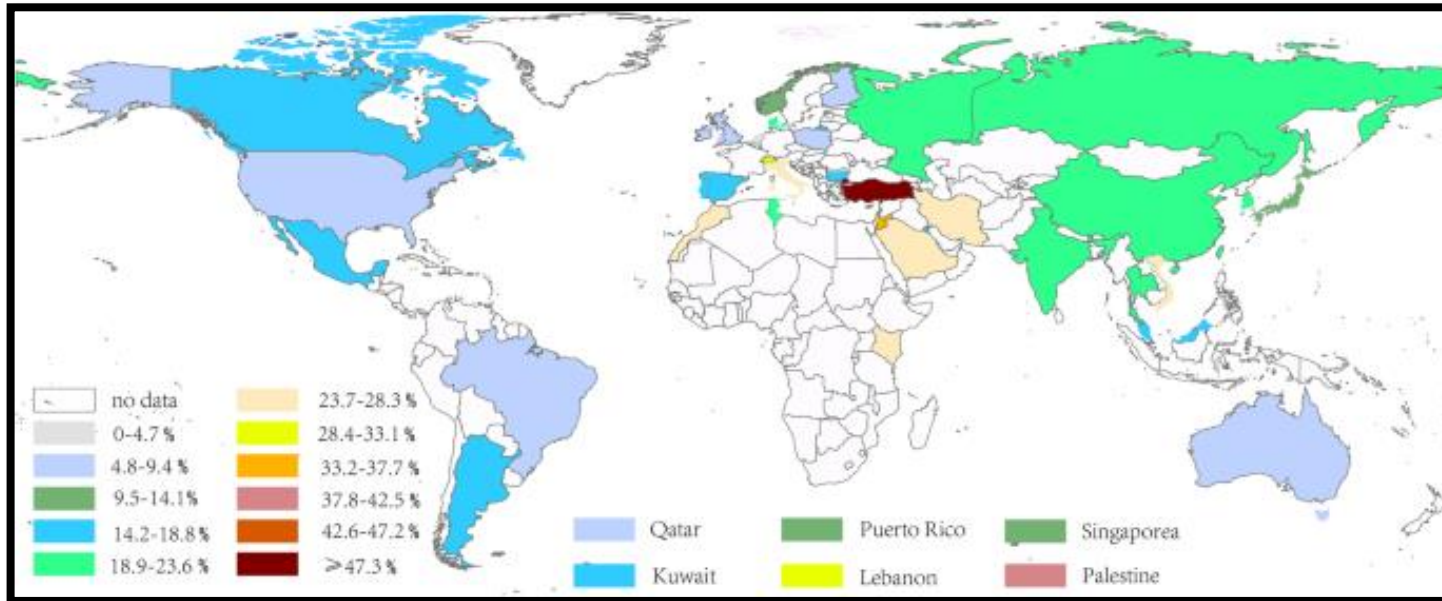 no data
0-4.7 %
4.8-9.4 %
9.5-14.1%
14.2-18.8%
18.9-23.6 %
23.7-28.3 %
28.4-33.1%
33.2-37.7 %
37.8-42.5 %
42.6-47.2 %
≥47.3%
Qatar
Kuwait
Puerto Rico
Lebanon
Singaporea
Palestine